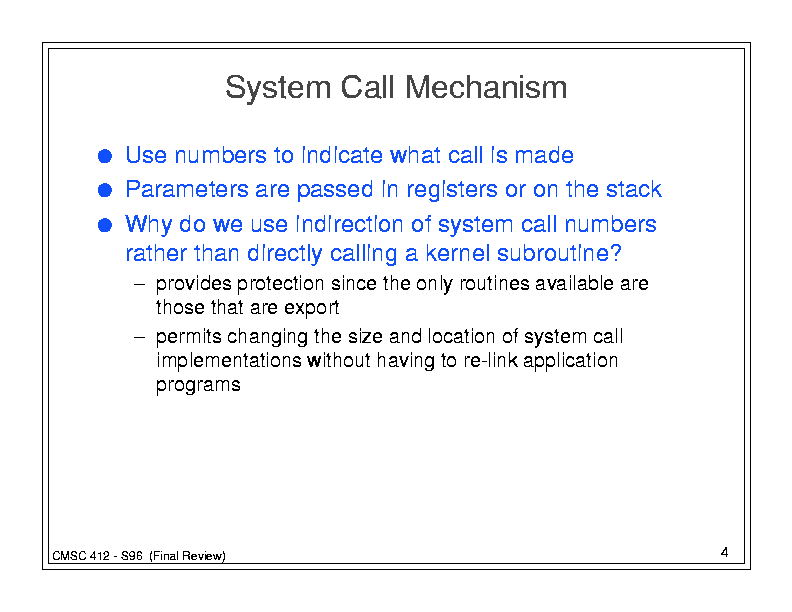 System Call Mechanism
● Use numbers to indicate what call is made
● Parameters are passed in registers or on the stack
● Why do we use indirection of system call numbers
rather than directly calling a kernel subroutine?
– provides protection since the only routines available are
those that are export
– permits changing the size and location of system call
implementations without having to re-link application
programs
CMSC 412 - S96 (Final Review)
4